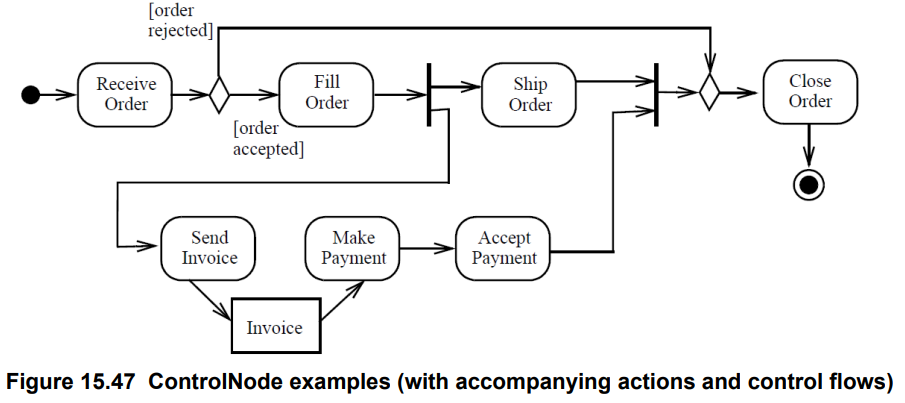 [order
rejected]
Receive
Order
Fill
Order
Ship
Order
Close
Order
[order
accepted]
Send
Invoice
Make
Payment
Accept
Payment
Invoice
Figure 15.47  ControlNode examples (with accompanying actions and control flows)